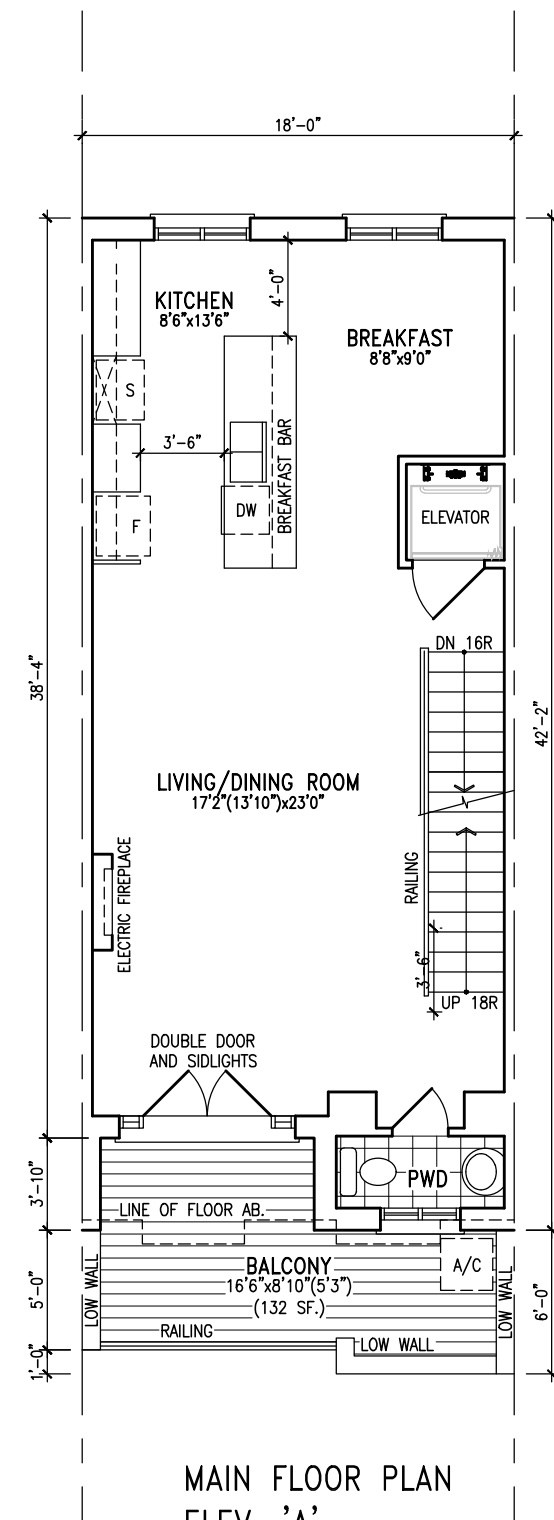 18'-0"
KITCHEN
8'6"x13'6"
4'-0"
BREAKFAST
8'8"x9'0"
S
3'-6"
BREAKFAST BAR
DW
F
ELEVATOR
DN 16R
38'-4"
42'-2"
LIVING/DINING ROOM
17'2"(13'10")x23'0"
ELECTRIC FIREPLACE
RAILING
3'-6"
UP 18R
DOUBLE DOOR
AND SIDLIGHTS
PWD
3'-10"
LINE OF FLOOR AB.
BALCONY
16'6"x8'10"(5'3")
(132 SF.)
A/C
LOW WALL
LOW WALL
5'-0"
6'-0"
RAILING
LOW WALL
1'-0"
MAIN FLOOR PLAN
ELEV. 'A'